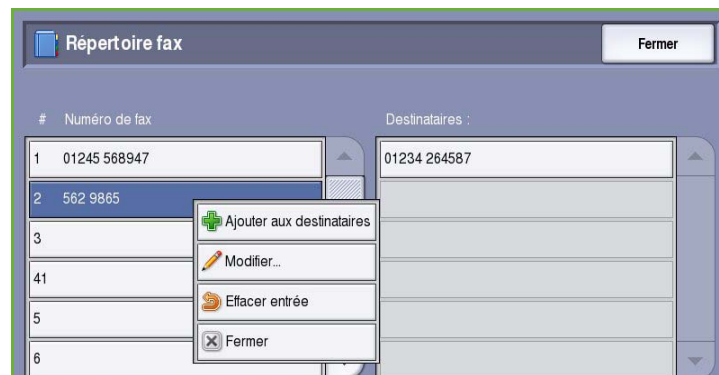 Répertoire fax
Fermer
# Numéro de fax
Destinataires :
1 01245 568947
01234 264587
2 562 9865
Ajouter aux destinataires
3
Modifier...
41
Effacer entrée
5
Fermer
6